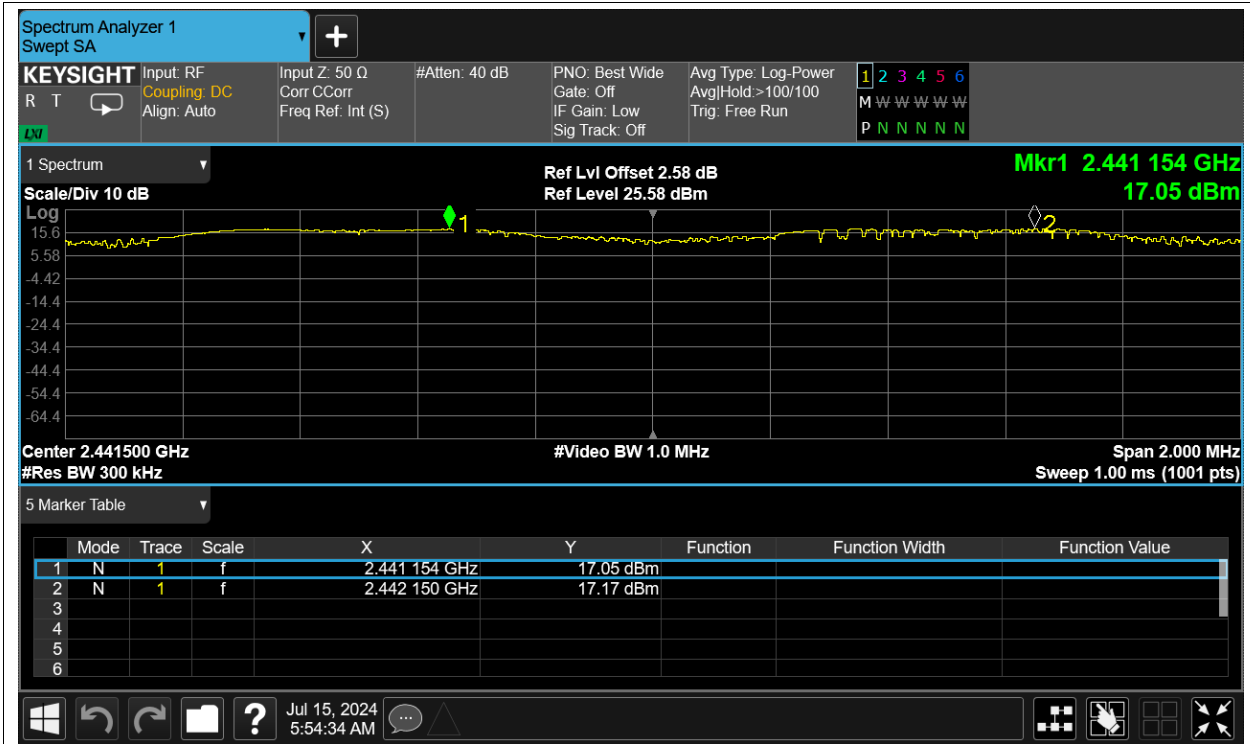 Spectrum Analyzer 1
Swept SA
KEYSIGHT Input: RF Input Z: 50 Ω #Atten: 40 dB PNO: Best Wide Avg Type: Log-Power 1 2 3 4 5 6
R T Coupling: DC Corr CCorr Gate: Off Avg|Hold:>100/100 M W W W W W
Align: Auto Freq Ref: Int (S) IF Gain: Low Trig: Free Run
LXI Sig Track: Off P N N N N N
1 Spectrum Ref Lvl Offset 2.58 dB Mkr1 2.441 154 GHz
Scale/Div 10 dB Ref Level 25.58 dBm 17.05 dBm
Log
1 2
15.6
5.58
-4.42
-14.4
-24.4
-34.4
-44.4
-54.4
-64.4
Center 2.441500 GHz #Video BW 1.0 MHz Span 2.000 MHz
#Res BW 300 kHz Sweep 1.00 ms (1001 pts)
5 Marker Table
Mode Trace Scale X Y Function Function Width Function Value
1 N 1 f 2.441 154 GHz 17.05 dBm
2 N 1 f 2.442 150 GHz 17.17 dBm
3
4
5
6
? Jul 15, 2024
5:54:34 AM